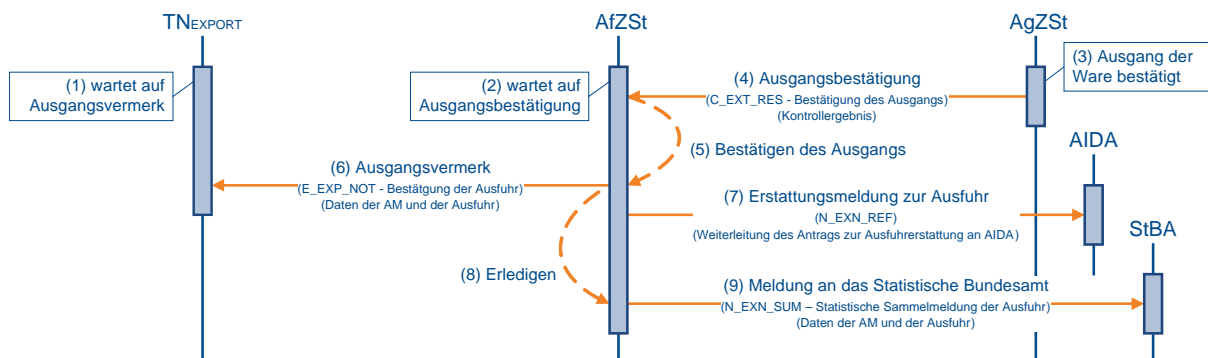 TNEXPORT
AfZSt
AgZSt
(1) wartet auf
Ausgangsvermerk
(2) wartet auf
Ausgangsbestätigung
(3) Ausgang der
Ware bestätigt
(4) Ausgangsbestätigung
(C_EXT_RES - Bestätigung des Ausgangs)
(Kontrollergebnis)
(5) Bestätigen des Ausgangs
AIDA
(6) Ausgangsvermerk
(E_EXP_NOT - Bestätgung der Ausfuhr)
(Daten der AM und der Ausfuhr)
(7) Erstattungsmeldung zur Ausfuhr
(N_EXN_REF)
(Weiterleitung des Antrags zur Ausfuhrerstattung an AIDA)
StBA
(8) Erledigen
(9) Meldung an das Statistische Bundesamt
(N_EXN_SUM – Statistische Sammelmeldung der Ausfuhr)
(Daten der AM und der Ausfuhr)